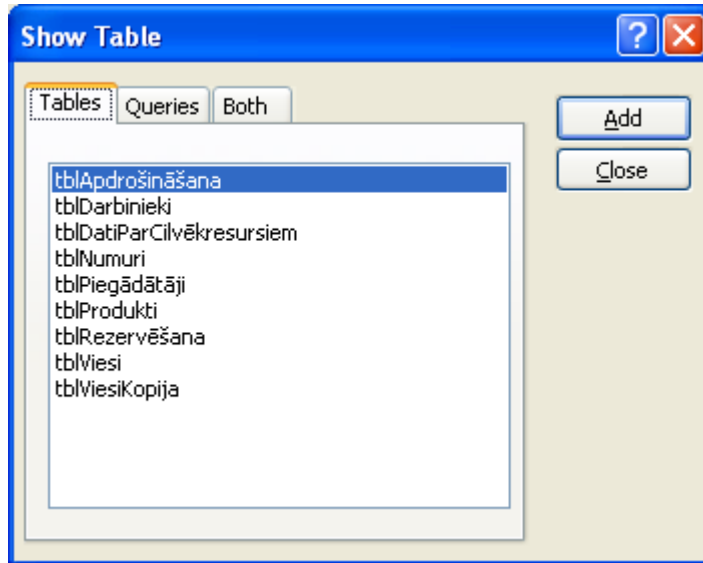 Show Table
Tables Queries Both
Add
Close
tblApdrošināšana
tblDarbinieki
tblDatiParCilvēkresursiem
tblNumuri
tblPiegādātāji
tblProdukti
tblRezervēšana
tblViesi
tblViesiKopija